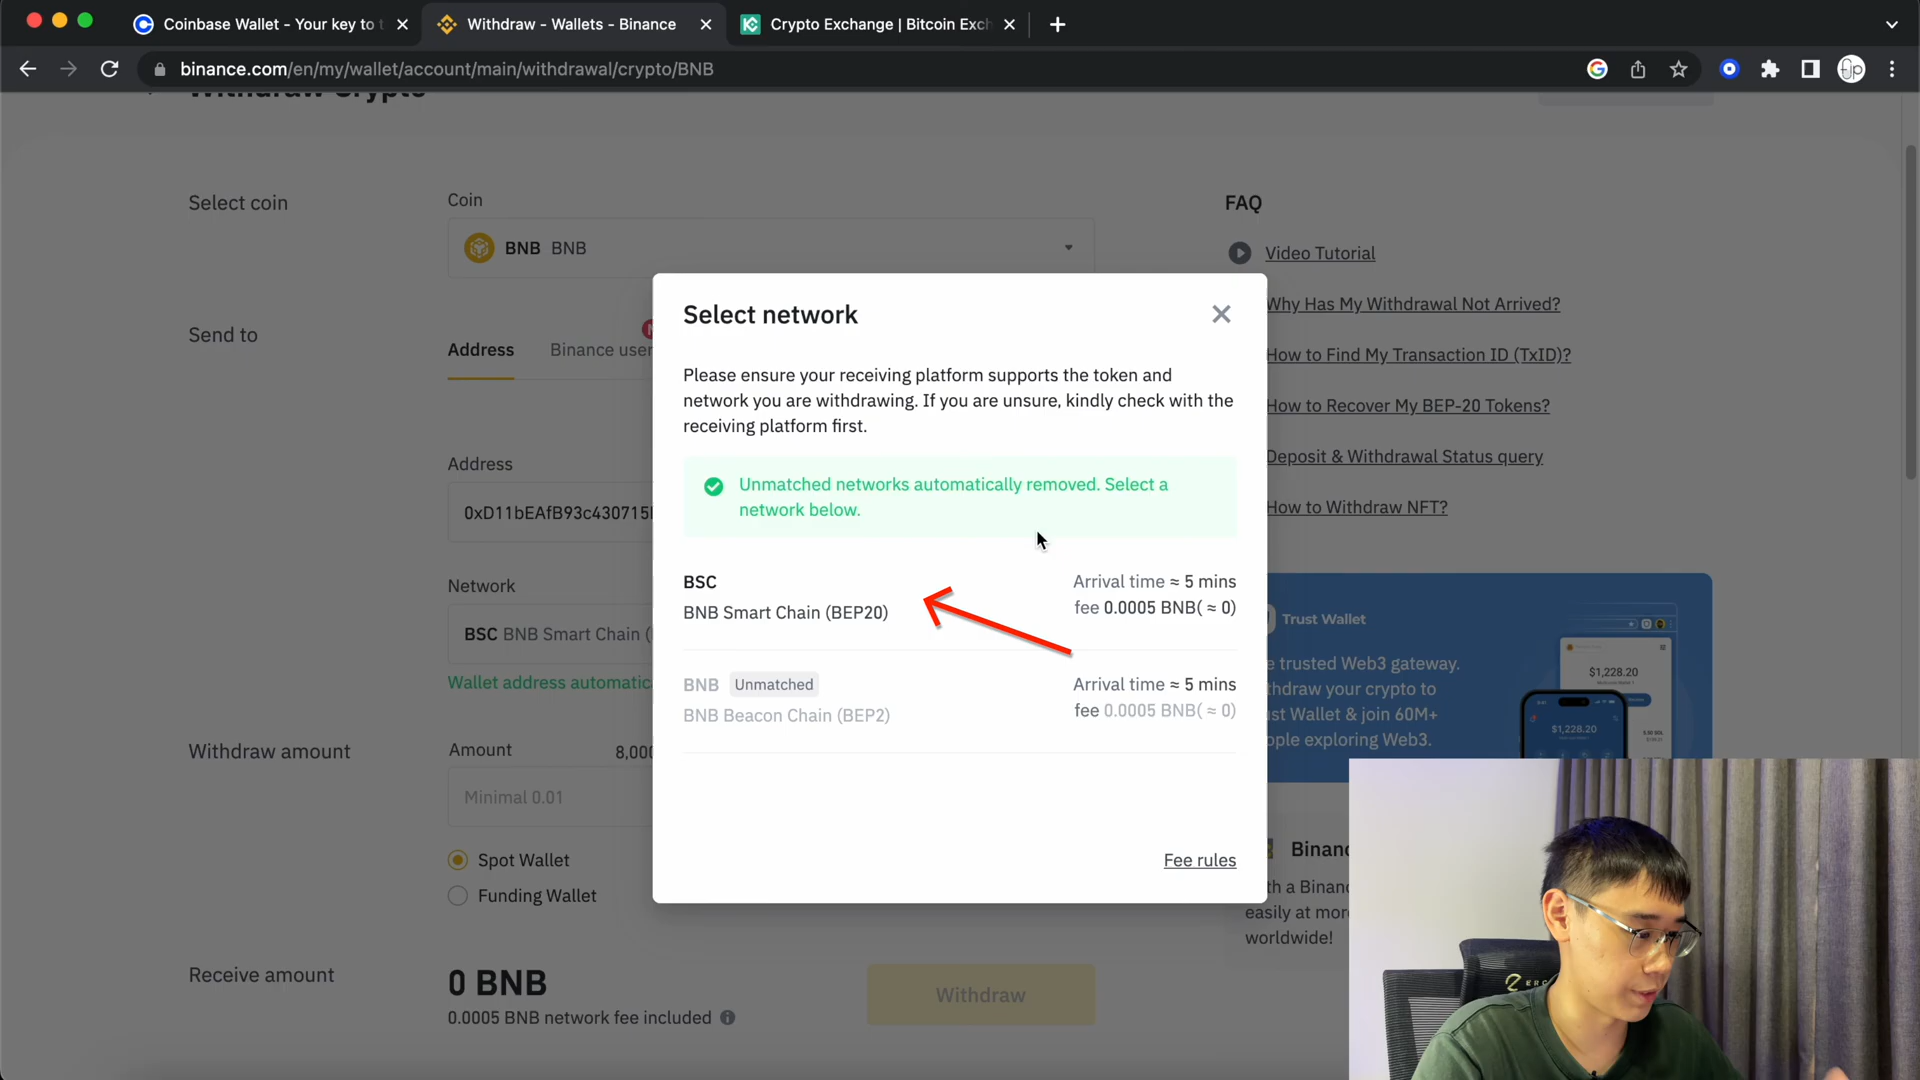 Coinbase Wallet - Your key to
Withdraw - Wallets - Binance
Crypto Exchange | Bitcoin Exch
binance.com/en/my/wallet/account/main/withdrawal/crypto/BNB
Withdraw Crypto
Select coin
Coin
BNB BNB
FAQ
Video Tutorial
Why Has My Withdrawal Not Arrived?
How to Find My Transaction ID (TxID)?
How to Recover My BEP-20 Tokens?
Deposit & Withdrawal Status query
How to Withdraw NFT?
Send to
Address
Binance user
Address
0xD11bEAfB93c430715
Network
BSC BNB Smart Chain (
Wallet address automatic
Select network
Please ensure your receiving platform supports the token and
network you are withdrawing. If you are unsure, kindly check with the
receiving platform first.
Unmatched networks automatically removed. Select a
network below.
BSC
BNB Smart Chain (BEP20)
Arrival time ≈ 5 mins
fee 0.0005 BNB( ≈ 0)
BNB Unmatched
BNB Beacon Chain (BEP2)
Arrival time ≈ 5 mins
fee 0.0005 BNB( ≈ 0)
Fee rules
Trust Wallet
e trusted Web3 gateway.
thdraw your crypto to
ust Wallet & join 60M+
ople exploring Web3.
$1,228.20
$1,228.20
Withdraw amount
Amount
8,000
Minimal 0.01
Spot Wallet
Funding Wallet
Binanc
th a Binanc
easily at more
worldwide!
Receive amount
0 BNB
0.0005 BNB network fee included
Withdraw